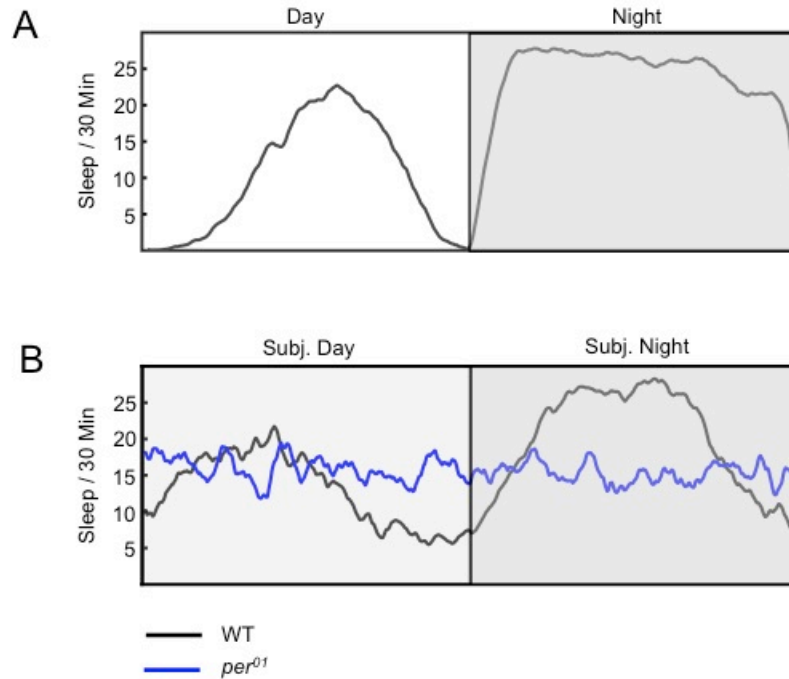 A
Day Night
Sleep / 30 Min
25
20
15
10
5
B
Subj. Day Subj. Night
Sleep / 30 Min
25
20
15
10
5
WT
per⁰¹